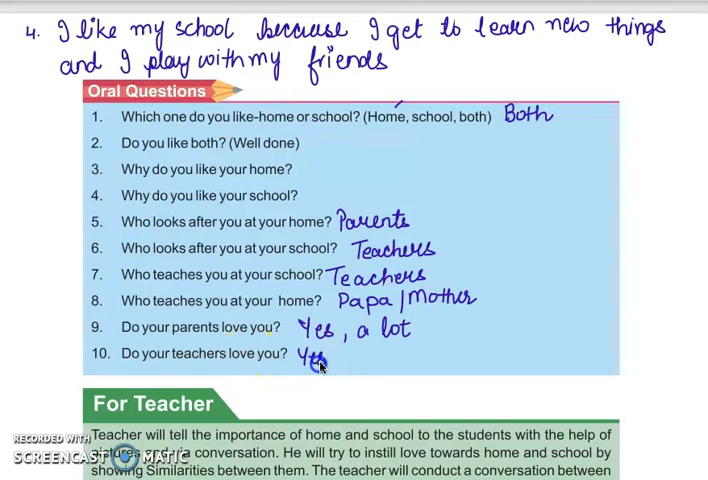 4. I like my school because I get to learn new things
and I play with my friends
Oral Questions
1. Which one do you like-home or school? (Home, school, both) Both
2. Do you like both? (Well done)
3. Why do you like your home?
4. Why do you like your school?
5. Who looks after you at your home? Parents
6. Who looks after you at your school? Teachers
7. Who teaches you at your school? Teachers
8. Who teaches you at your home? Papa/Mother
9. Do your parents love you? Yes, a lot
10. Do your teachers love you? Yes
For Teacher
Teacher will tell the importance of home and school to the students with the help of
RECORDED WITH
pictures a conversation. He will try to instill love towards home and school by
SCREENCAST MATIC
showing Similarities between them. The teacher will conduct a conversation between